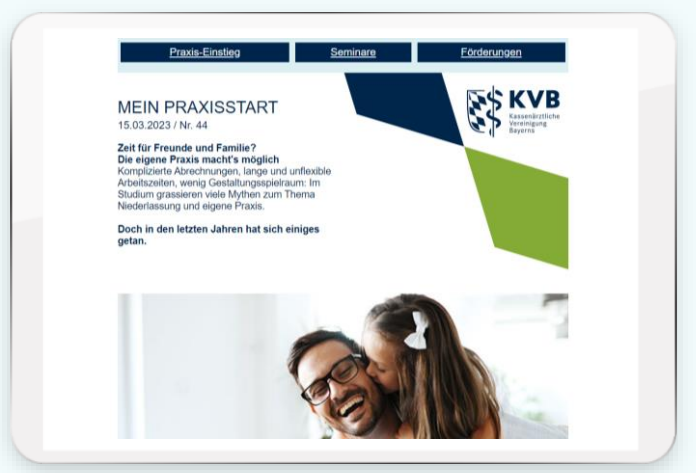 Praxis-Einstieg
Seminare
Förderungen
MEIN PRAXISSTART
15.03.2023 / Nr. 44
KVB
Kassenärztliche
Vereinigung
Bayerns
Zeit für Freunde und Familie?
Die eigene Praxis macht's möglich
Komplizierte Abrechnungen, lange und unflexible
Arbeitszeiten, wenig Gestaltungsspielraum: Im
Studium grassieren viele Mythen zum Thema
Niederlassung und eigene Praxis.
Doch in den letzten Jahren hat sich einiges
getan.